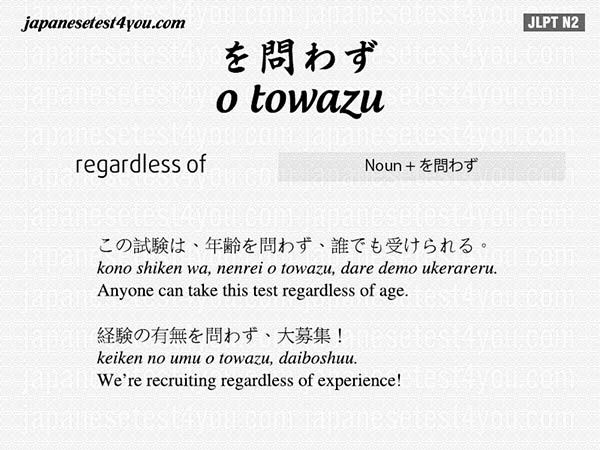 japanesetest4you.com
JLPT N2
を問わず
o towazu
regardless of
Noun + を問わず
この試験は、年齢を問わず、誰でも受けられる。
kono shiken wa, nenrei o towazu, dare demo ukerareru.
Anyone can take this test regardless of age.
経験の有無を問わず、大募集！
keiken no umu o towazu, daiboshuu.
We’re recruiting regardless of experience!